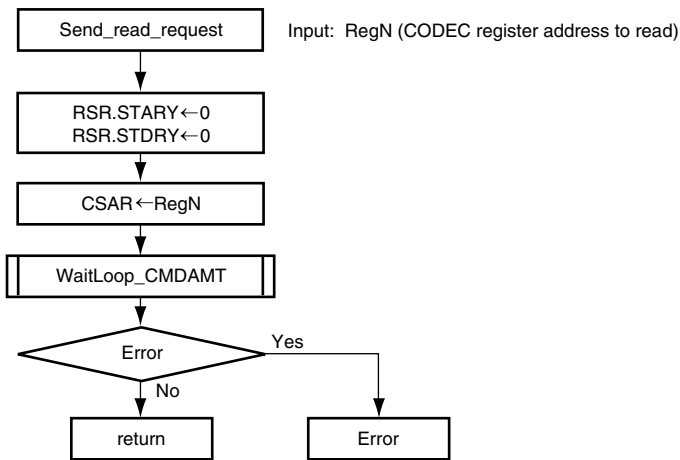 Send_read_request
Input: RegN (CODEC register address to read)
RSR.STARY←0
RSR.STDRY←0
CSAR←RegN
WaitLoop_CMDAMT
Error
Yes
No
return
Error